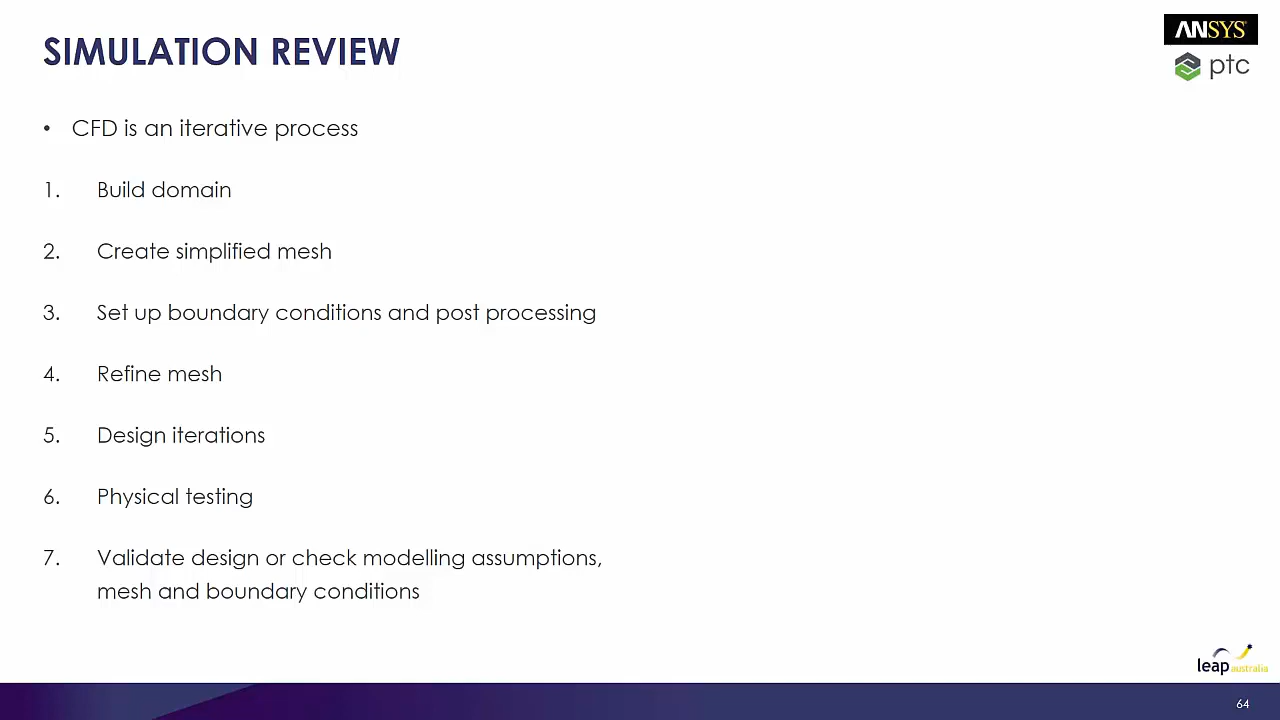 SIMULATION REVIEW
ANSYS
ptc
• CFD is an iterative process
1. Build domain
2. Create simplified mesh
3. Set up boundary conditions and post processing
4. Refine mesh
5. Design iterations
6. Physical testing
7. Validate design or check modelling assumptions,
mesh and boundary conditions
leap australia
64